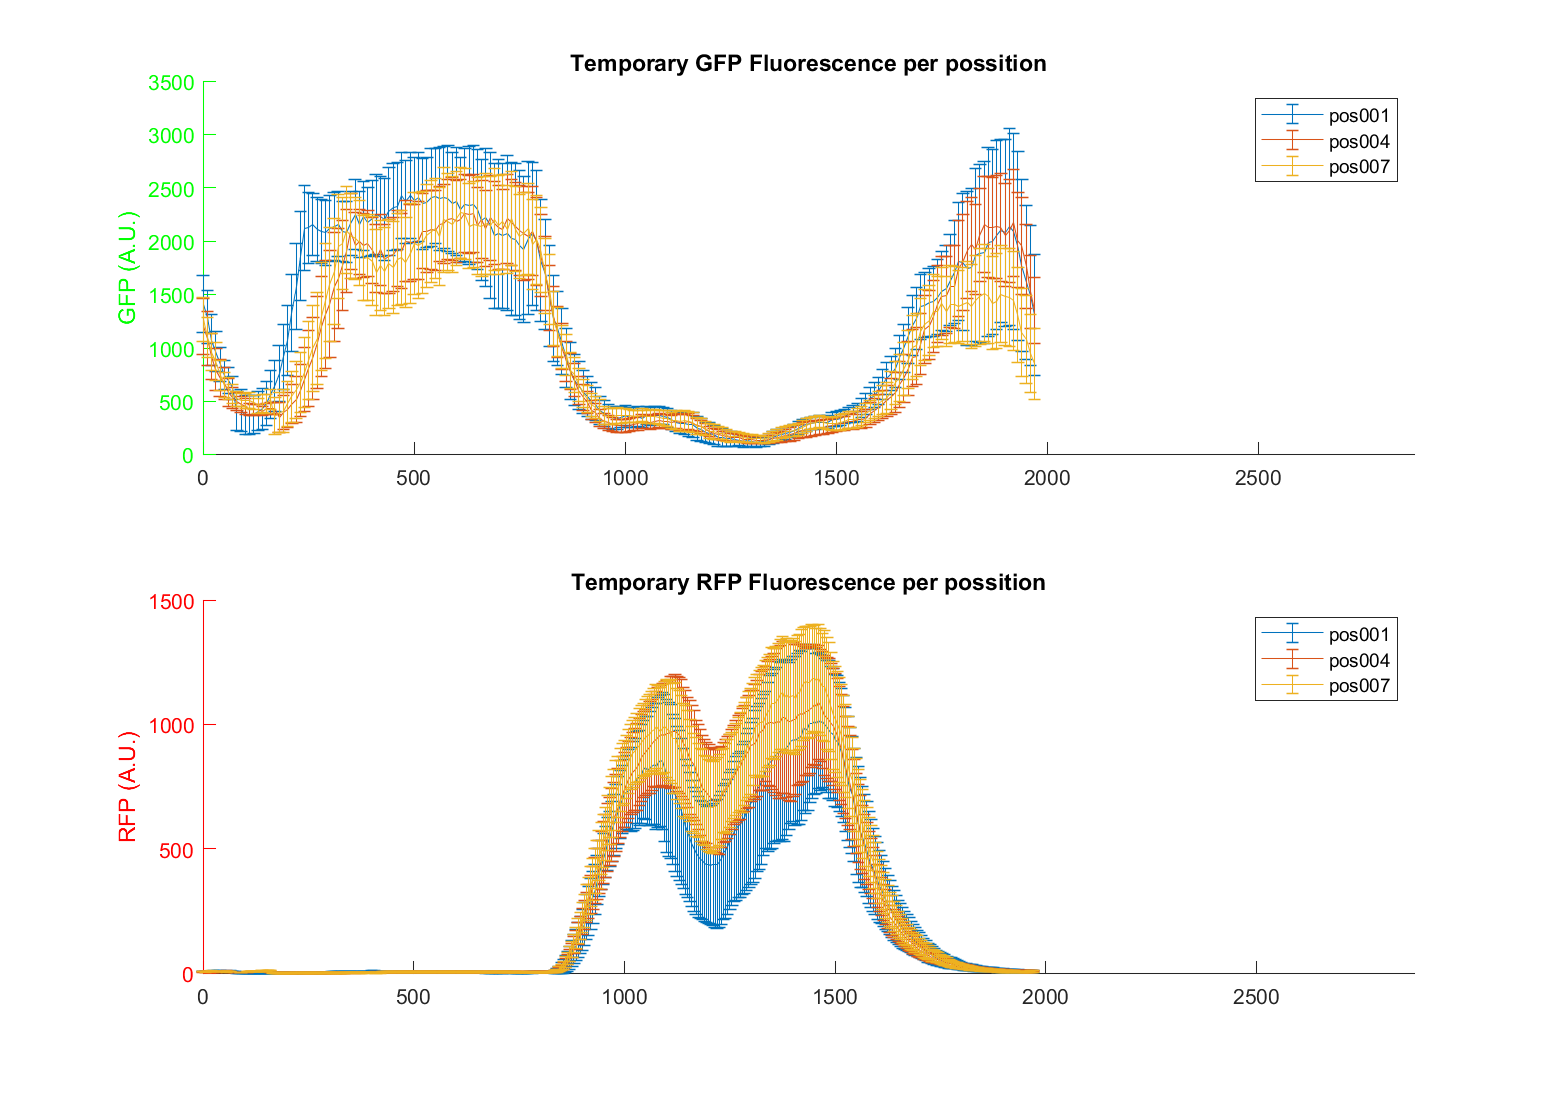 Temporary GFP Fluorescence per possition
3500
3000
2500
2000
1500
1000
500
0
GFP (A.U.)
0 500 1000 1500 2000 2500
pos001
pos004
pos007
Temporary RFP Fluorescence per possition
1500
1000
500
0
RFP (A.U.)
0 500 1000 1500 2000 2500
pos001
pos004
pos007